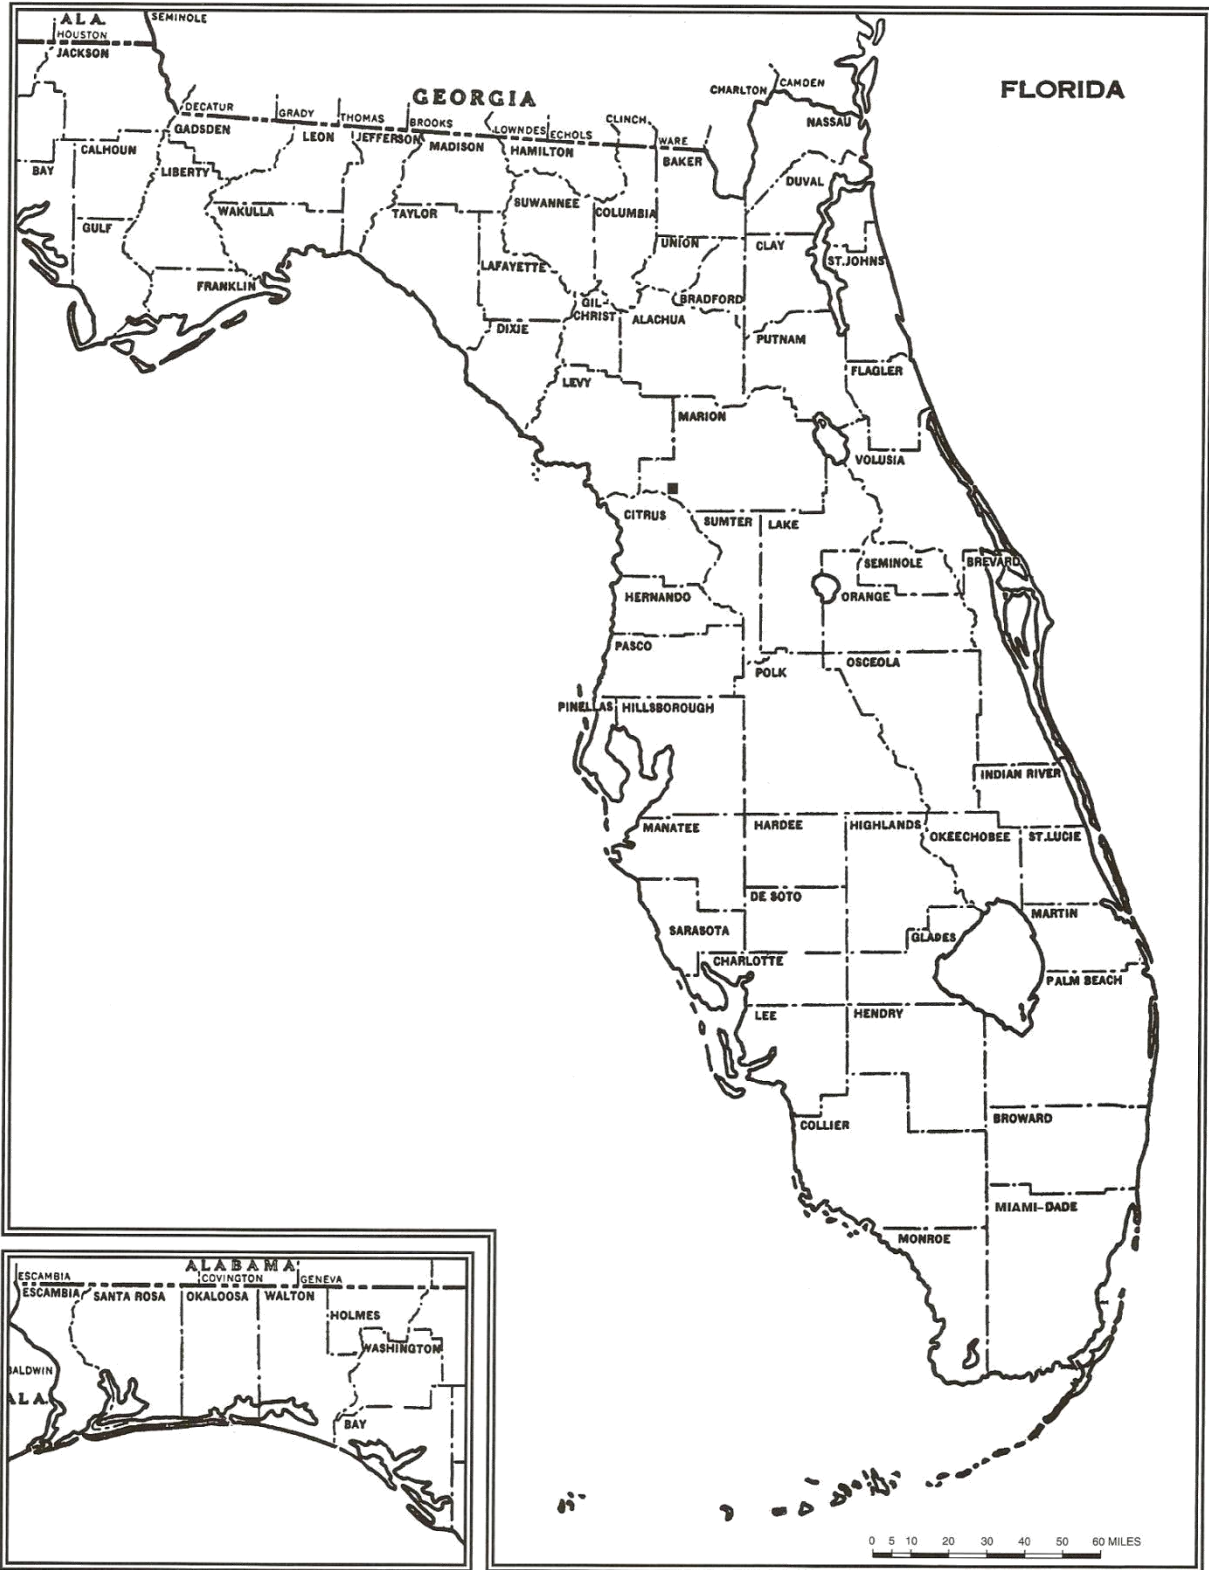 ALA.
SEMINOLE
HOUSTON
JACKSON
FLORIDA
CAMDEN
CHARLTON
GEORGIA
DECATUR
GRADY
THOMAS
BROOKS
LOWNDES
ECHOLS
CLINCH
WARE
NASSAU
GADSDEN
LEON
JEFFERSON
MADISON
HAMILTON
BAKER
CALHOUN
BAY
LIBERTY
DUVAL
WAKULLA
TAYLOR
SUWANNEE
COLUMBIA
GULF
UNION
CLAY
ST. JOHNS
LAFAYETTE
FRANKLIN
GIL-
CHRIST
BRADFORD
DIXIE
ALACHUA
PUTNAM
FLAGLER
LEVY
MARION
VOLUSIA
CITRUS
SUMTER
LAKE
SEMINOLE
BREVARD
HERNANDO
ORANGE
PASCO
POLK
OSCEOLA
PINELLAS
HILLSBOROUGH
INDIAN RIVER
MANATEE
HARDEE
HIGHLANDS
OKEECHOBEE
ST. LUCIE
DE SOTO
MARTIN
SARASOTA
GLADES
CHARLOTTE
PALM BEACH
LEE
HENDRY
COLLIER
BROWARD
MIAMI-DADE
MONROE
ALABAMA
ESCAMBIA
COVINGTON
GENEVA
ESCAMBIA
SANTA ROSA
OKALOOSA
WALTON
HOLMES
WASHINGTON
BALDWIN
ALA.
BAY
0 5 10 20 30 40 50 60 MILES